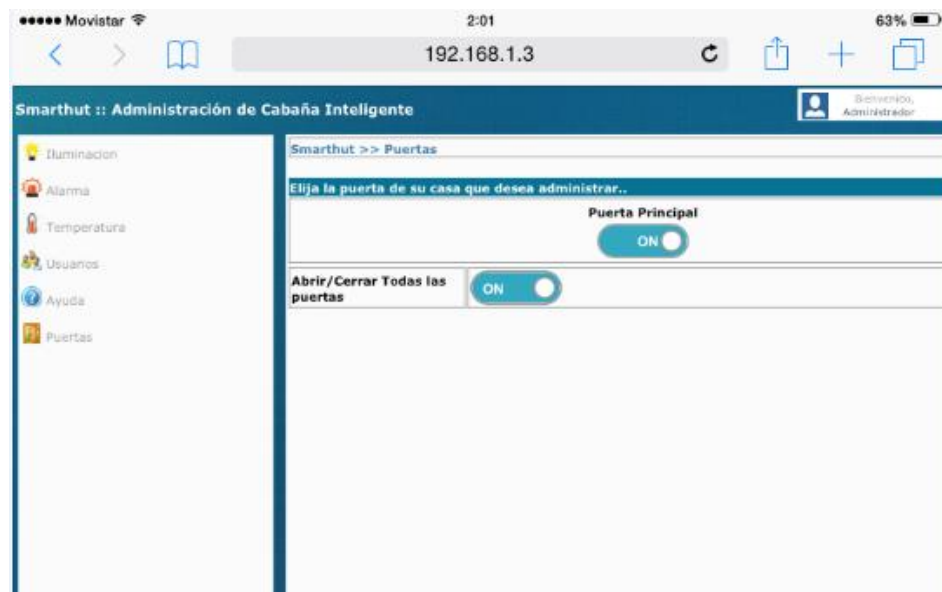 Movistar 2:01 63%
192.168.1.3
Smarthut :: Administración de Cabaña Inteligente
Bienvenido,
Administrador
Iluminacion
Alarma
Temperatura
Usuarios
Ayuda
Puertas
Smarthut >> Puertas
Elija la puerta de su casa que desea administrar..
Puerta Principal
ON
Abrir/Cerrar Todas las
puertas
ON